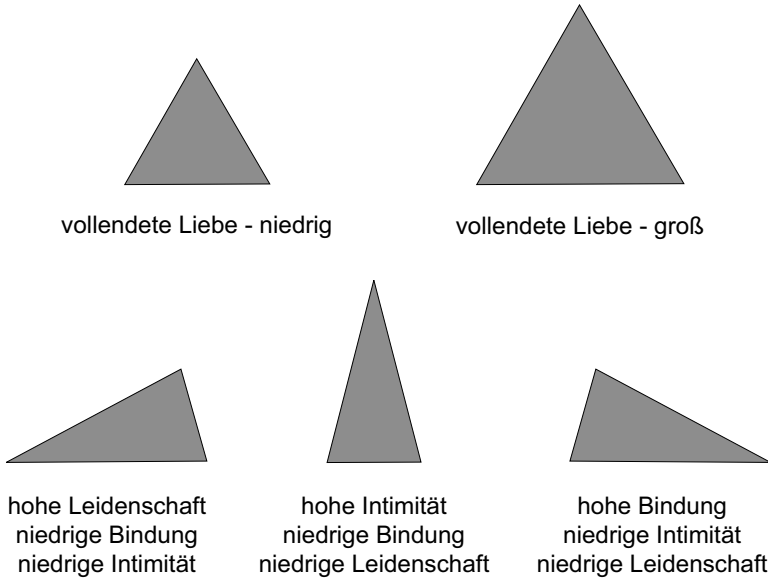 vollendete Liebe - niedrig
vollendete Liebe - groß
hohe Leidenschaft
niedrige Bindung
niedrige Intimität
hohe Intimität
niedrige Bindung
niedrige Leidenschaft
hohe Bindung
niedrige Intimität
niedrige Leidenschaft